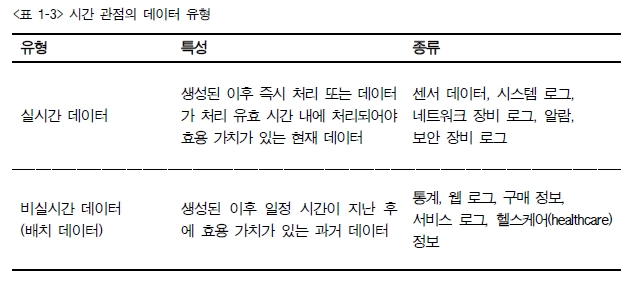 <표 1-3> 시간 관점의 데이터 유형
유형 특성 종류
실시간 데이터
생성된 이후 즉시 처리 또는 데이터
가 처리 유효 시간 내에 처리되어야
효용 가치가 있는 현재 데이터
센서 데이터, 시스템 로그,
네트워크 장비 로그, 알람,
보안 장비 로그
비실시간 데이터
(배치 데이터)
생성된 이후 일정 시간이 지난 후
에 효용 가치가 있는 과거 데이터
통계, 웹 로그, 구매 정보,
서비스 로그, 헬스케어(healthcare)
정보